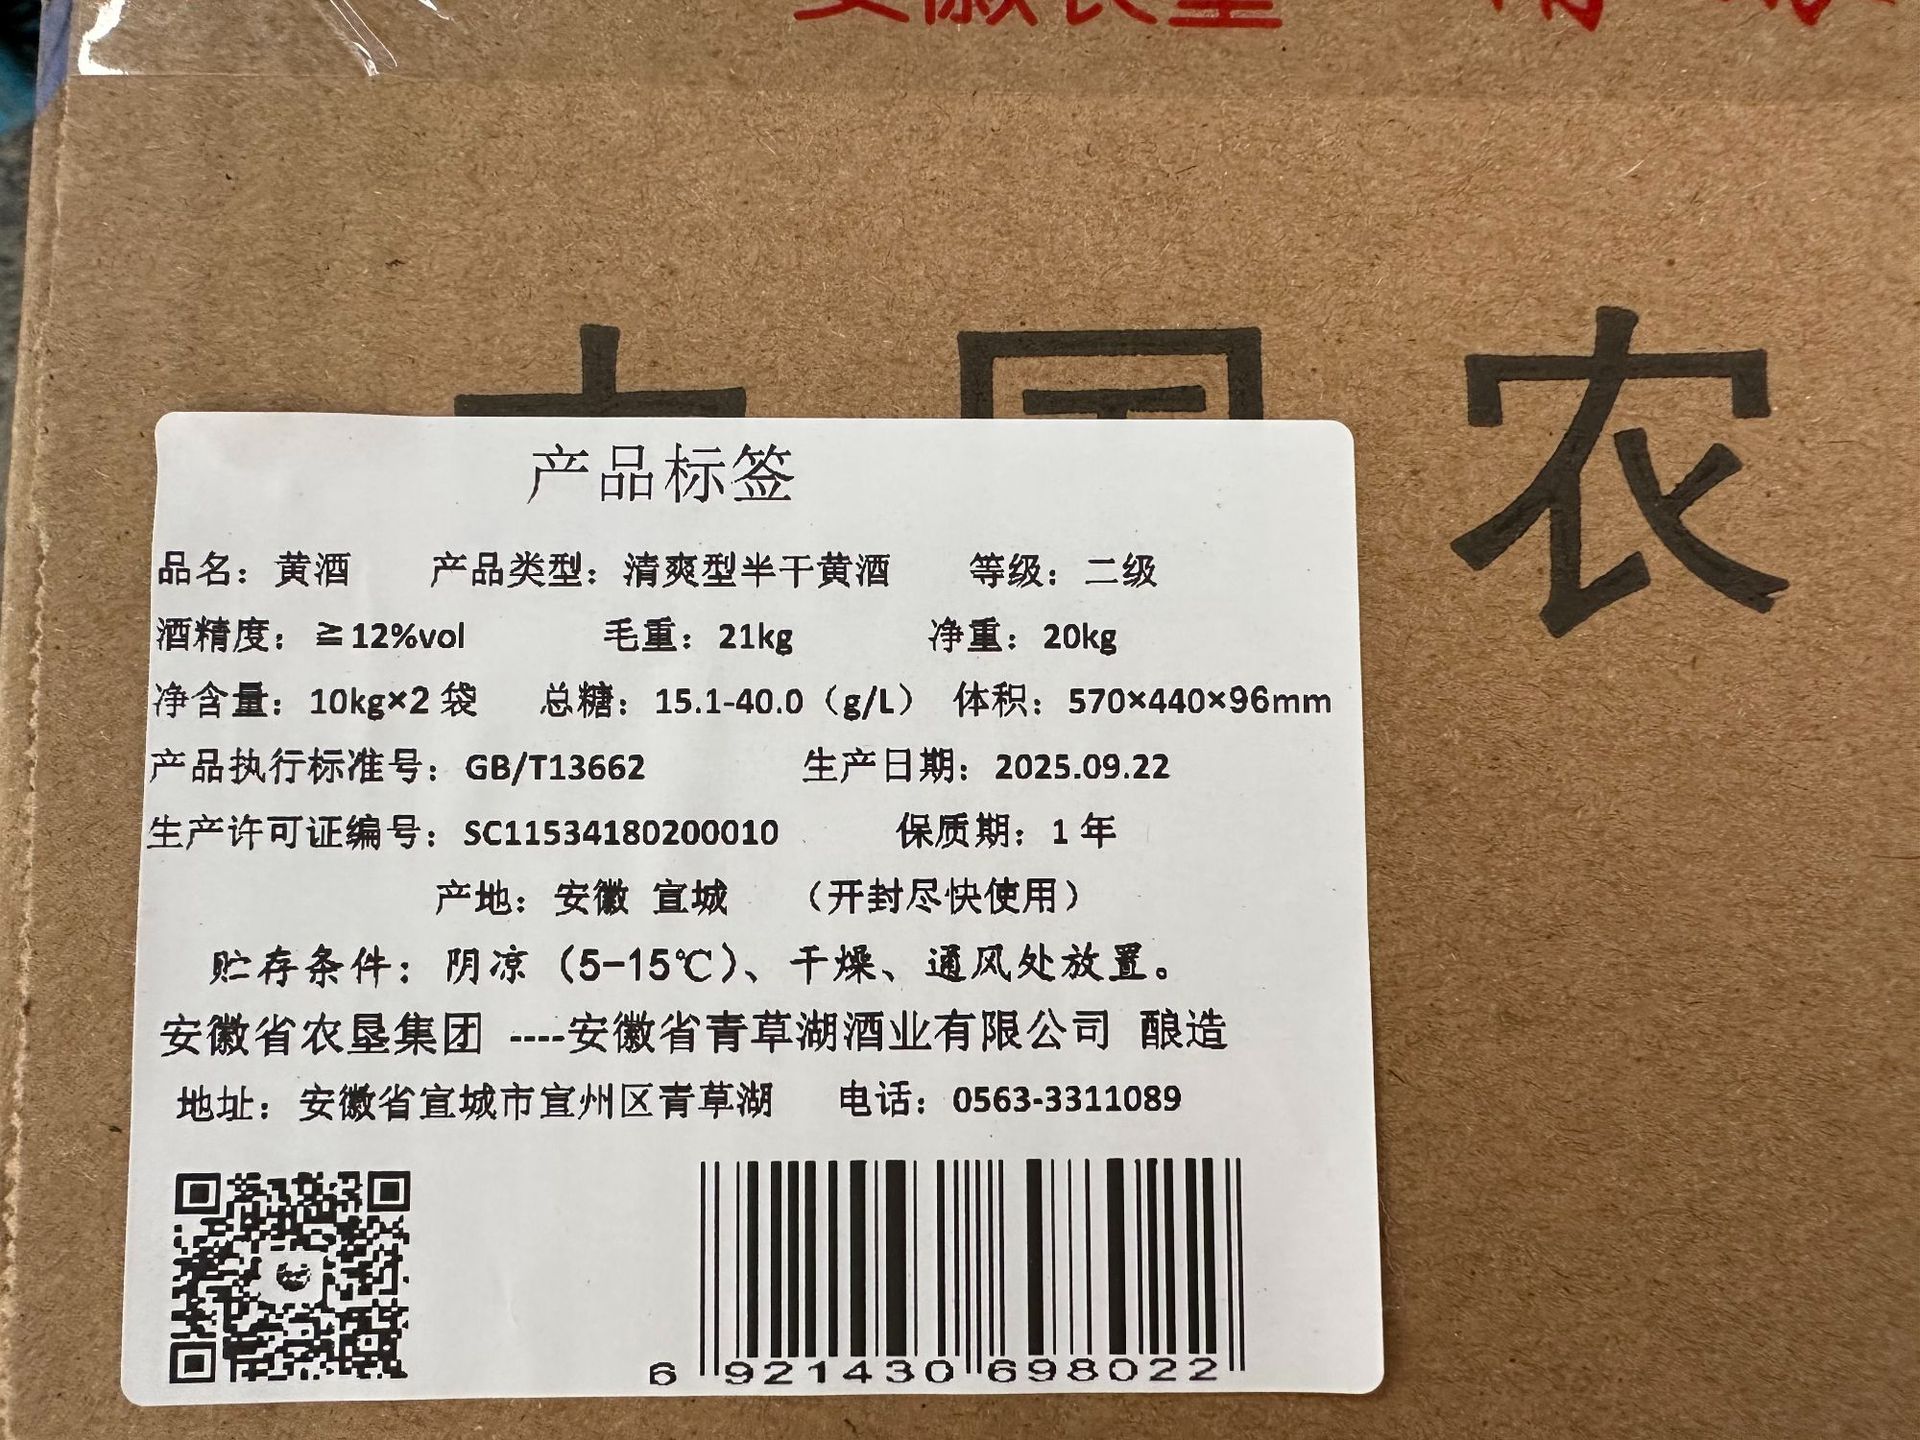 安徽农垦
农
产品标签
品名：黄酒 产品类型：清爽型半干黄酒 等级：二级
酒精度：≧12%vol 毛重：21kg 净重：20kg
净含量：10kg×2 袋 总糖：15.1-40.0（g/L） 体积：570×440×96mm
产品执行标准号：GB/T13662 生产日期：2025.09.22
生产许可证编号：SC11534180200010 保质期：1 年
产地：安徽 宣城 （开封尽快使用）
贮存条件：阴凉（5-15℃）、干燥、通风处放置。
安徽省农垦集团 ----安徽省青草湖酒业有限公司 酿造
地址：安徽省宣城市宣州区青草湖 电话：0563-3311089
6 921430 698022